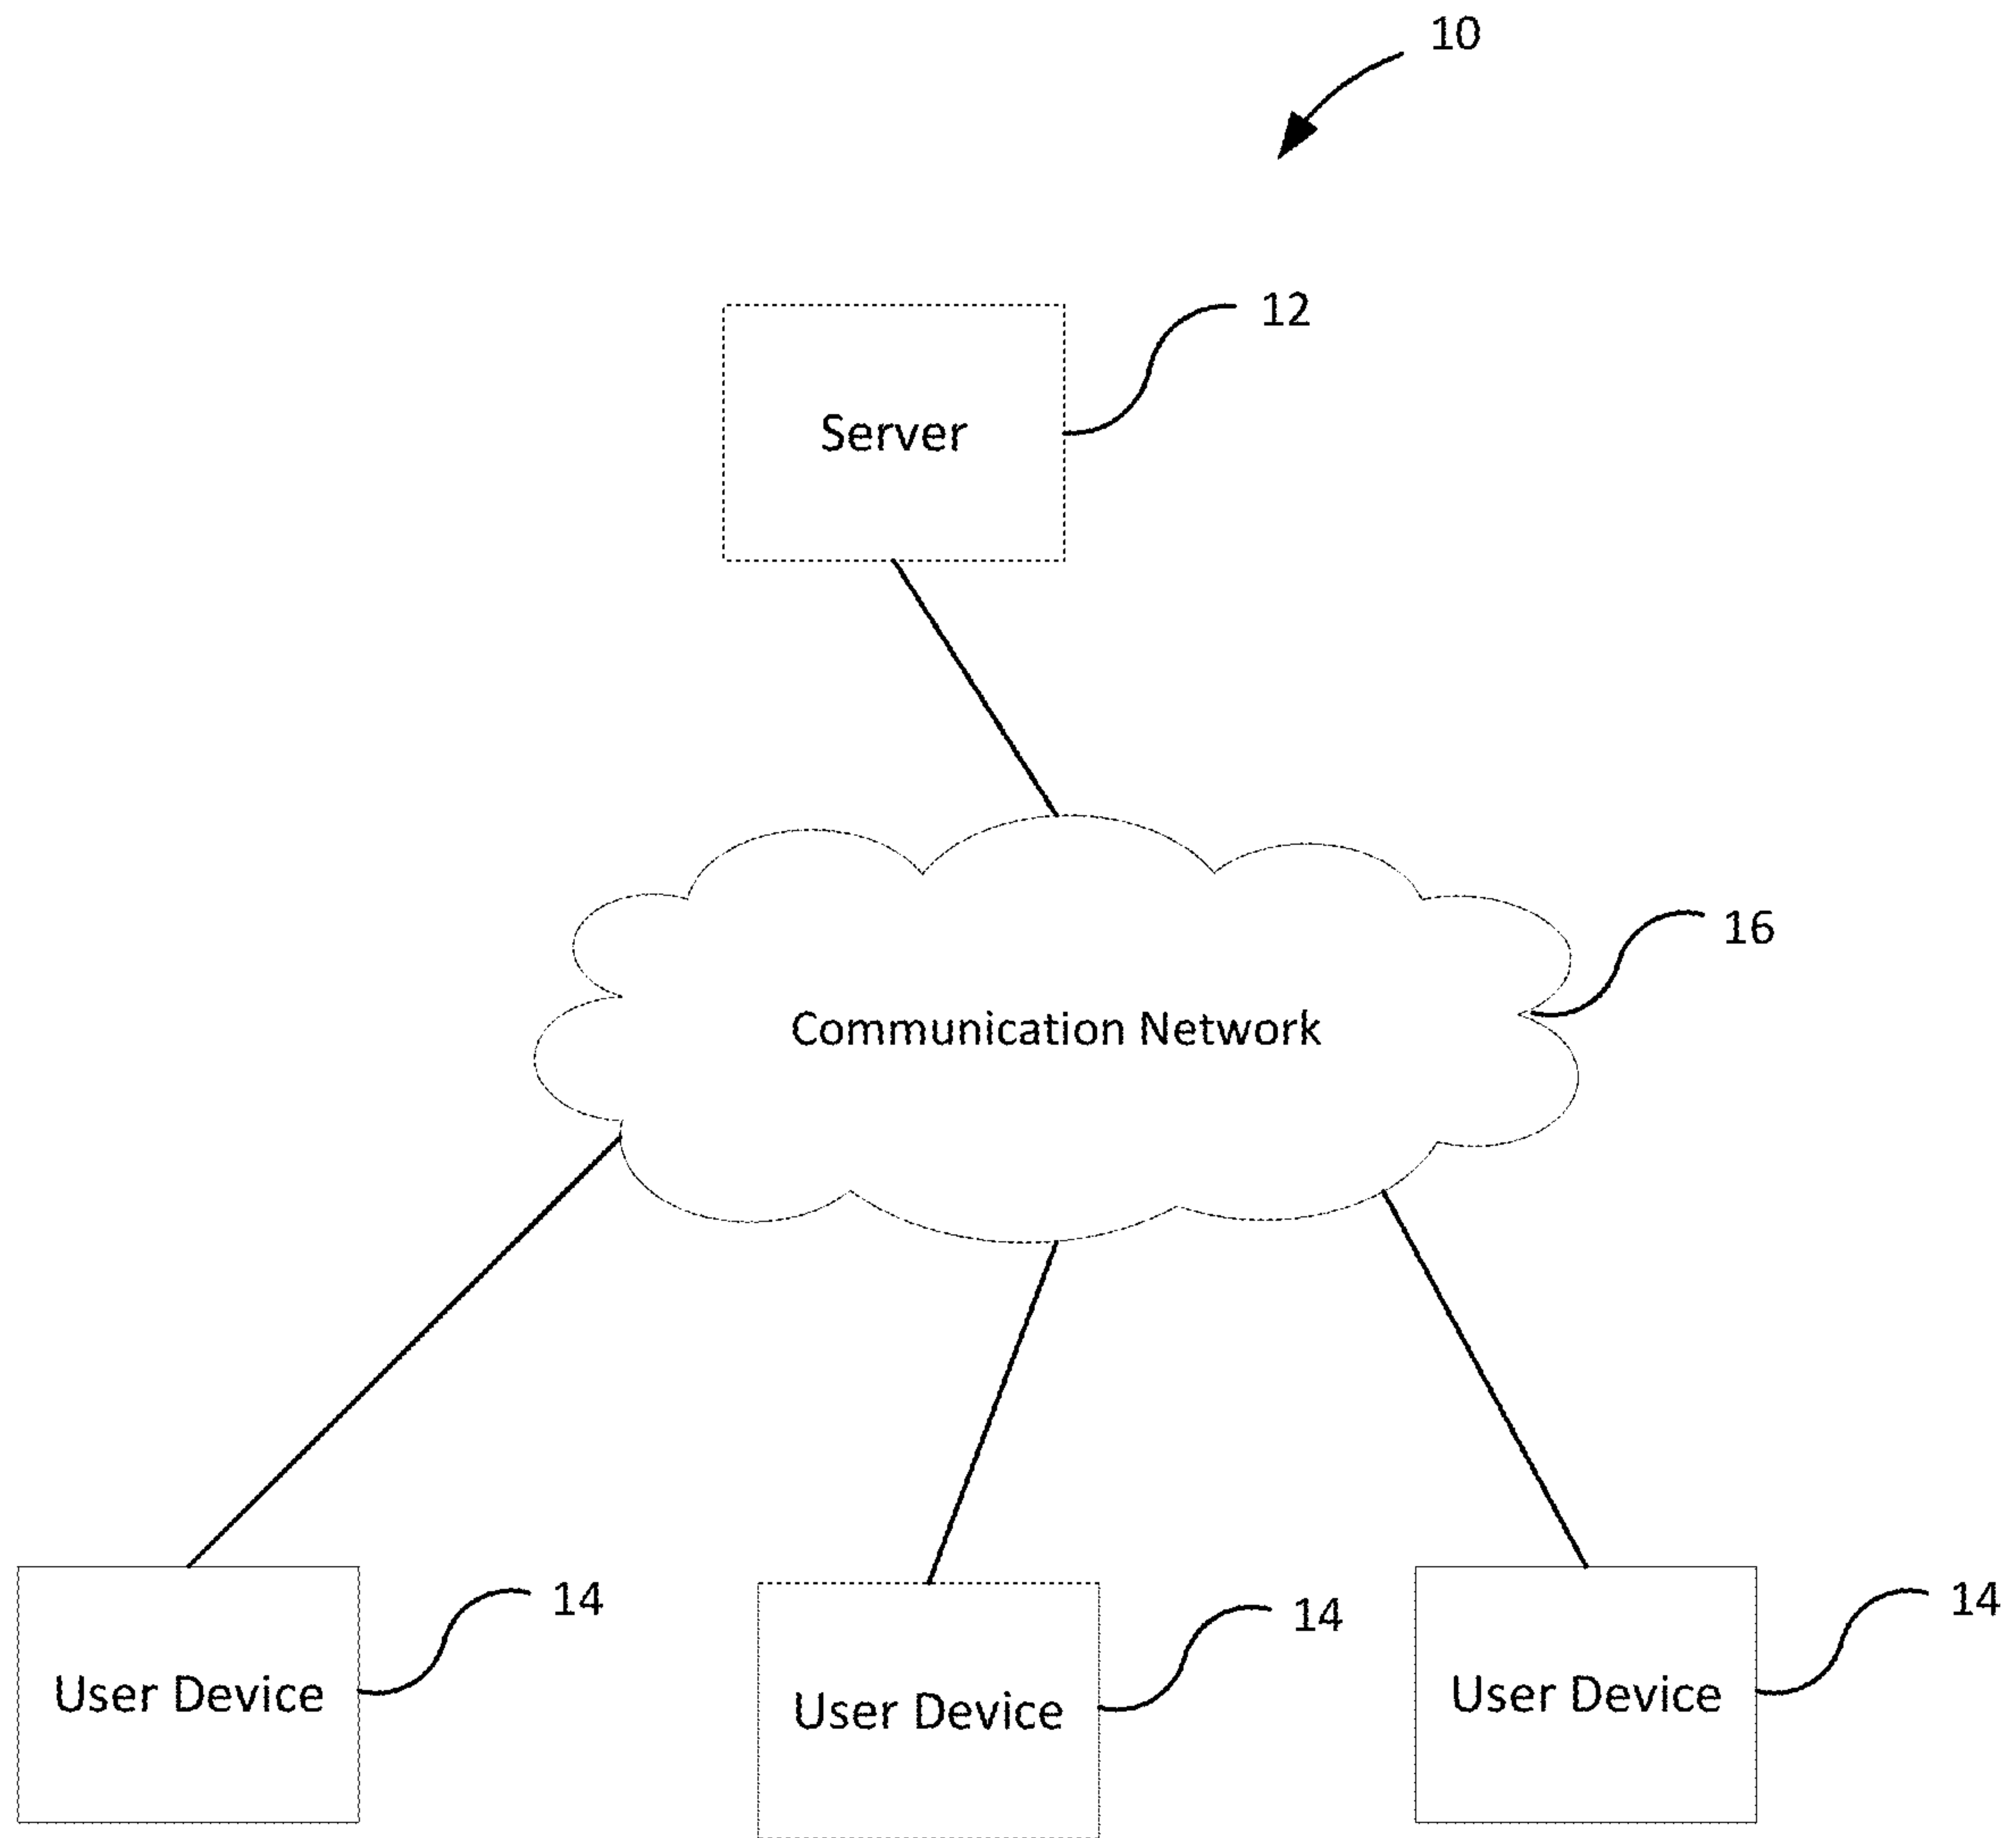 10
12
Server
16
Communication Network
14
14
14
User Device
User Device
User Device